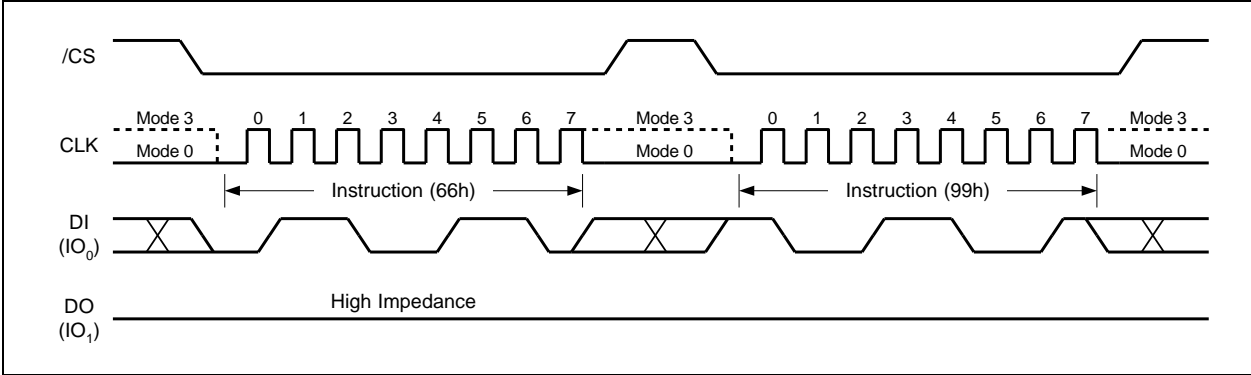 /CS
Mode 3 0 1 2 3 4 5 6 7 Mode 3 0 1 2 3 4 5 6 7 Mode 3
CLK
Mode 0 Mode 0 Mode 0
Instruction (66h) Instruction (99h)
DI
(IO0)
DO High Impedance
(IO1)